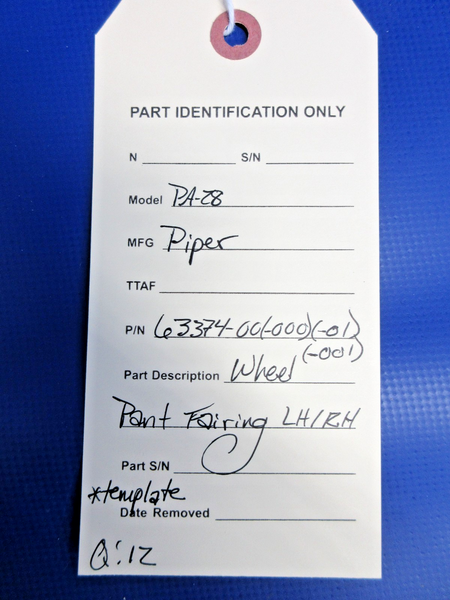 PART IDENTIFICATION ONLY
N S/N
Model PA-28
MFG Piper
TTAF
P/N 63374-00(-000)(-01)
(-001)
Part Description Wheel
Pant Fairing LH/RH
Part S/N
*template
Date Removed
Q:12